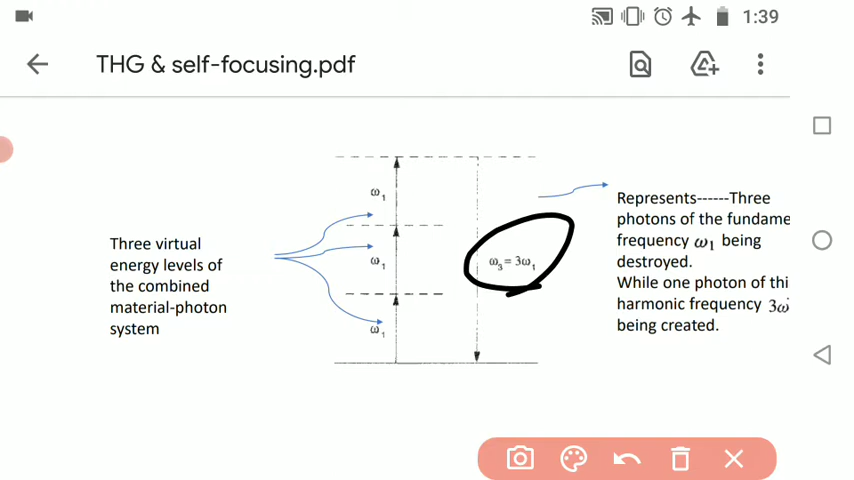 1:39
THG & self-focusing.pdf
ω1
ω1
ω1
ω3 = 3ω1
Three virtual
energy levels of
the combined
material-photon
system
Represents------Three
photons of the fundame
frequency ω1 being
destroyed.
While one photon of thi
harmonic frequency 3ω
being created.